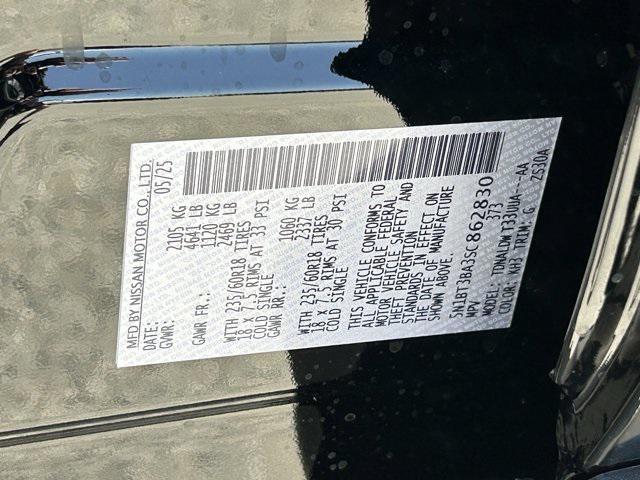 MFD BY NISSAN MOTOR CO., LTD.
DATE: 05/25
GVWR: 2105 KG
4641 LB
GAWR FR.: 1120 KG
2469 LB
WITH 235/60R18 TIRES
18 X 7.5 RIMS AT 33 PSI
COLD SINGLE
GAWR RR.: 1060 KG
2337 LB
WITH 235/60R18 TIRES
18 X 7.5 RIMS AT 30 PSI
COLD SINGLE
THIS VEHICLE CONFORMS TO
ALL APPLICABLE FEDERAL
MOTOR VEHICLE SAFETY AND
THEFT PREVENTION
STANDARDS IN EFFECT ON
THE DATE OF MANUFACTURE
SHOWN ABOVE.
5N1BT3BA3SC862830
MPV 373
MODEL: TDNALDWT33UUA----AA
COLOR: KH3 TRIM: G ZS30A